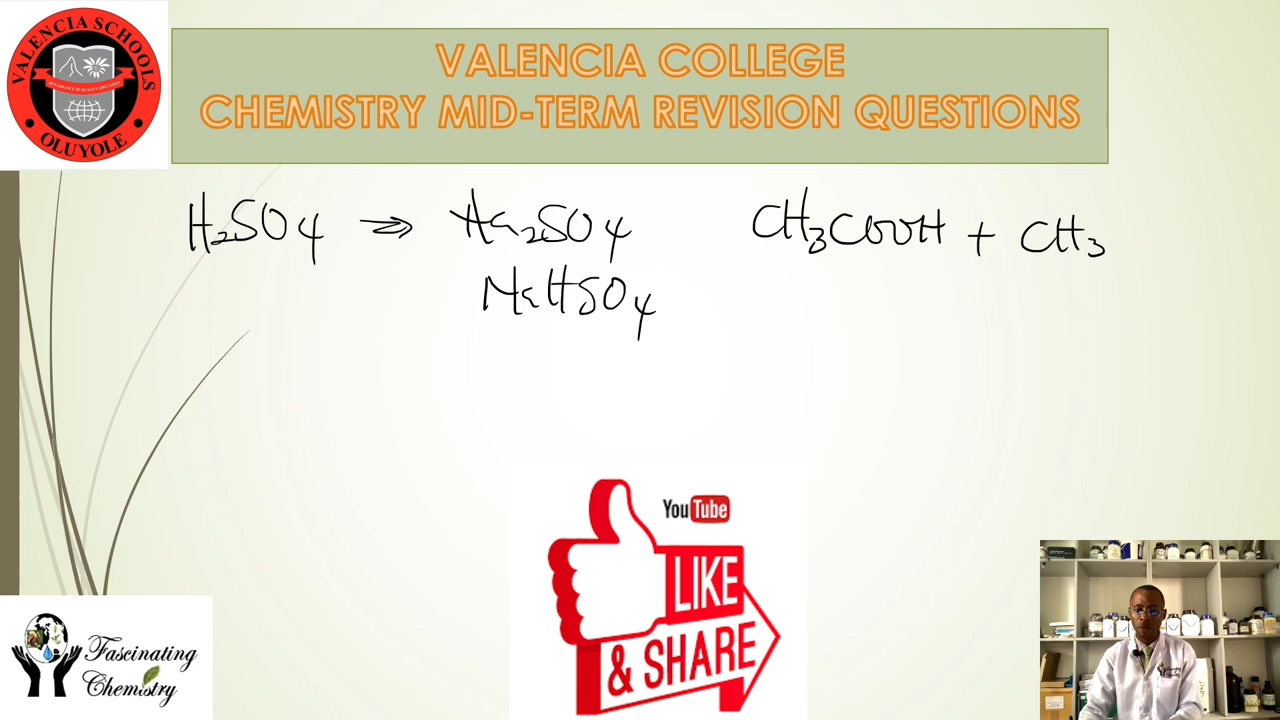 VALENCIA SCHOOLS
OLUYOLE
VALENCIA COLLEGE
CHEMISTRY MID-TERM REVISION QUESTIONS
H₂SO₄ ⇒ Na₂SO₄
NaHSO₄
CH₃COOH + CH₃
YouTube
LIKE
& SHARE
Fascinating
Chemistry